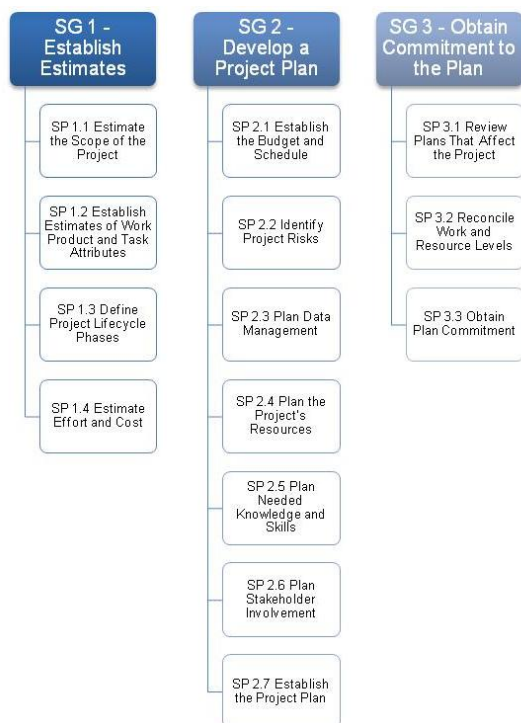 SG 1 -
Establish
Estimates
SP 1.1 Estimate
the Scope of the
Project
SP 1.2 Establish
Estimates of Work
Product and Task
Attributes
SP 1.3 Define
Project Lifecycle
Phases
SP 1.4 Estimate
Effort and Cost
SG 2 -
Develop a
Project Plan
SP 2.1 Establish
the Budget and
Schedule
SP 2.2 Identify
Project Risks
SP 2.3 Plan Data
Management
SP 2.4 Plan the
Project's
Resources
SP 2.5 Plan
Needed
Knowledge and
Skills
SP 2.6 Plan
Stakeholder
Involvement
SP 2.7 Establish
the Project Plan
SG 3 - Obtain
Commitment to
the Plan
SP 3.1 Review
Plans That Affect
the Project
SP 3.2 Reconcile
Work and
Resource Levels
SP 3.3 Obtain
Plan Commitment